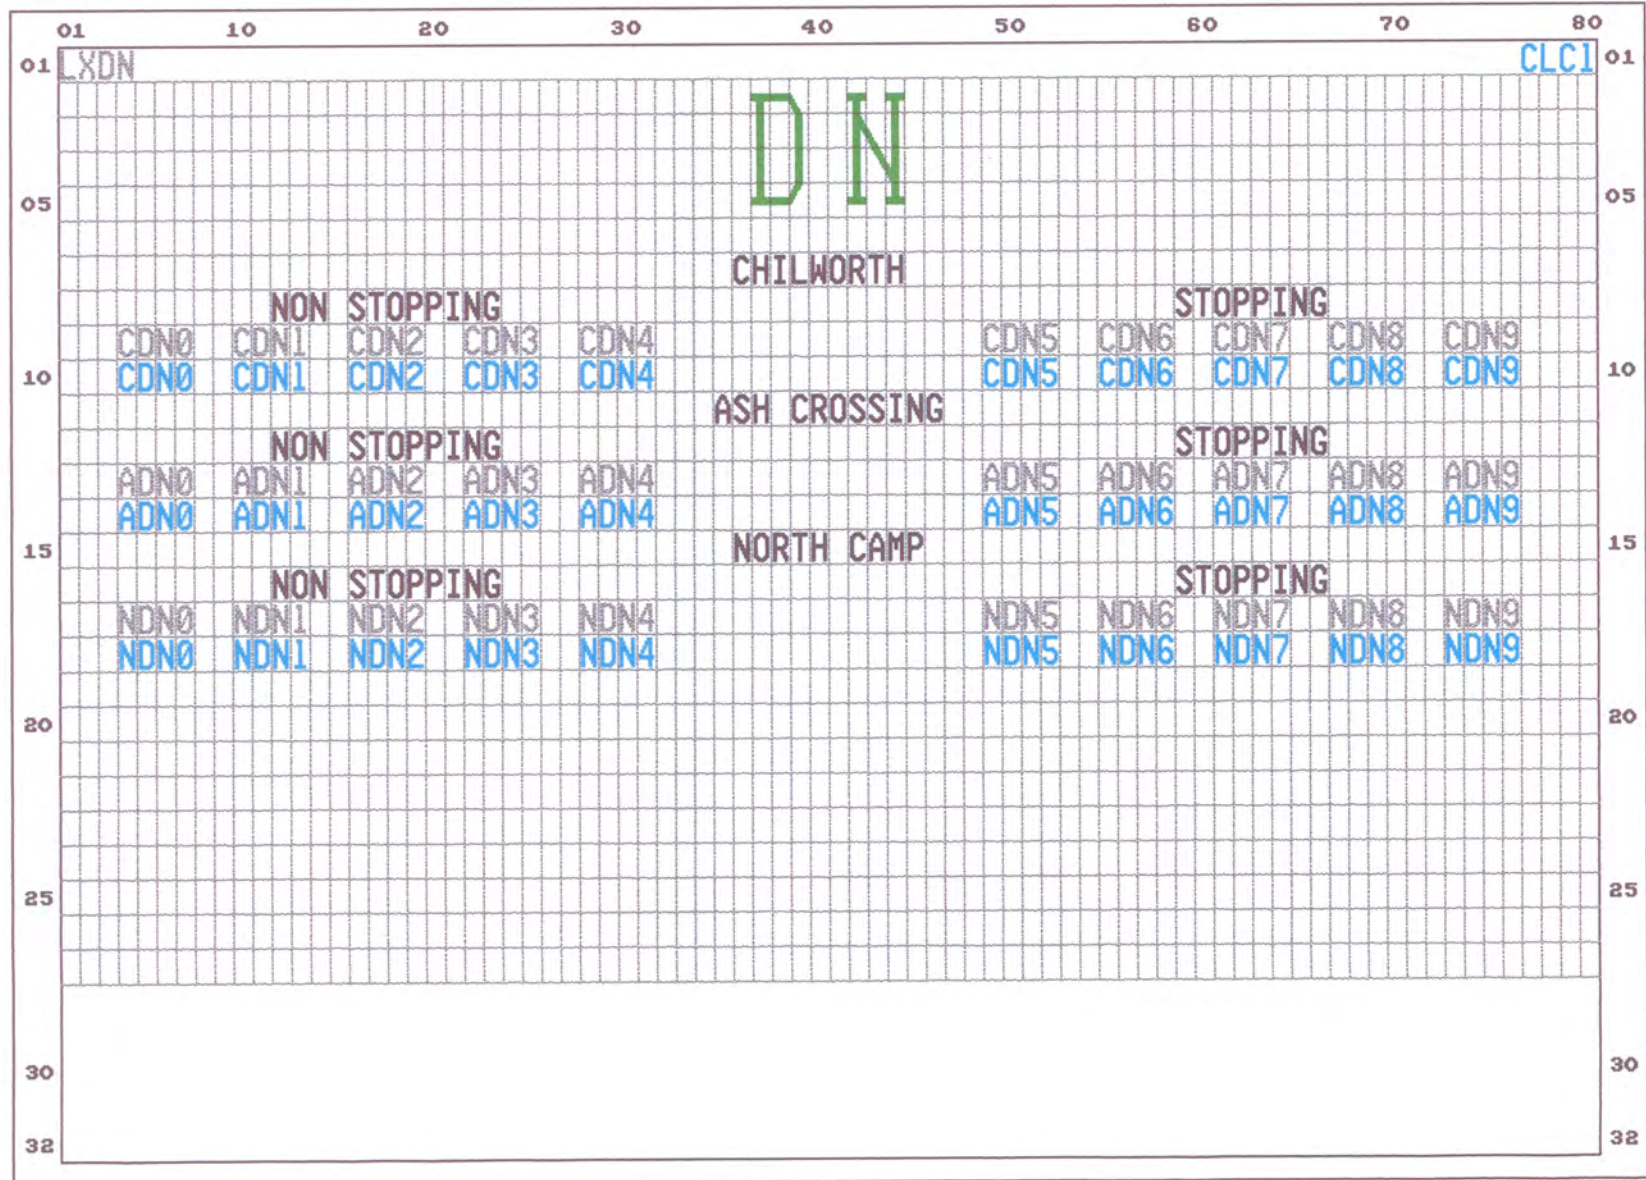 01 10 20 30 40 50 60 70 80
01 LXDN CLC1 01
DN
05 05
CHILWORTH
NON STOPPING STOPPING
CDN0 CDN1 CDN2 CDN3 CDN4 CDN5 CDN6 CDN7 CDN8 CDN9
10 CDN0 CDN1 CDN2 CDN3 CDN4 CDN5 CDN6 CDN7 CDN8 CDN9 10
ASH CROSSING
NON STOPPING STOPPING
ADN0 ADN1 ADN2 ADN3 ADN4 ADN5 ADN6 ADN7 ADN8 ADN9
ADN0 ADN1 ADN2 ADN3 ADN4 ADN5 ADN6 ADN7 ADN8 ADN9
15 NORTH CAMP 15
NON STOPPING STOPPING
NDN0 NDN1 NDN2 NDN3 NDN4 NDN5 NDN6 NDN7 NDN8 NDN9
NDN0 NDN1 NDN2 NDN3 NDN4 NDN5 NDN6 NDN7 NDN8 NDN9
20 20
25 25
30 30
32 32